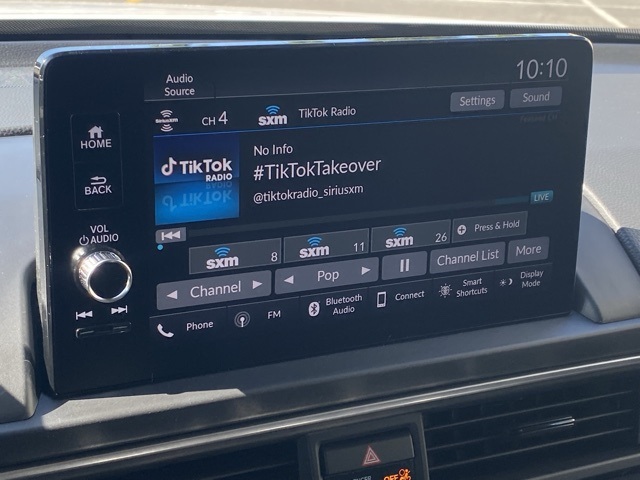 Audio
Source
10:10
SiriusXM
CH 4
sxm
TikTok Radio
Settings
Sound
HOME
BACK
VOL
AUDIO
TikTok
RADIO
No Info
#TikTokTakeover
@tiktokradio_siriusxm
LIVE
sxm 8
sxm 11
sxm 26
Press & Hold
Channel
Pop
Channel List
More
Phone
FM
Bluetooth
Audio
Connect
Smart
Shortcuts
Display
Mode
OFF